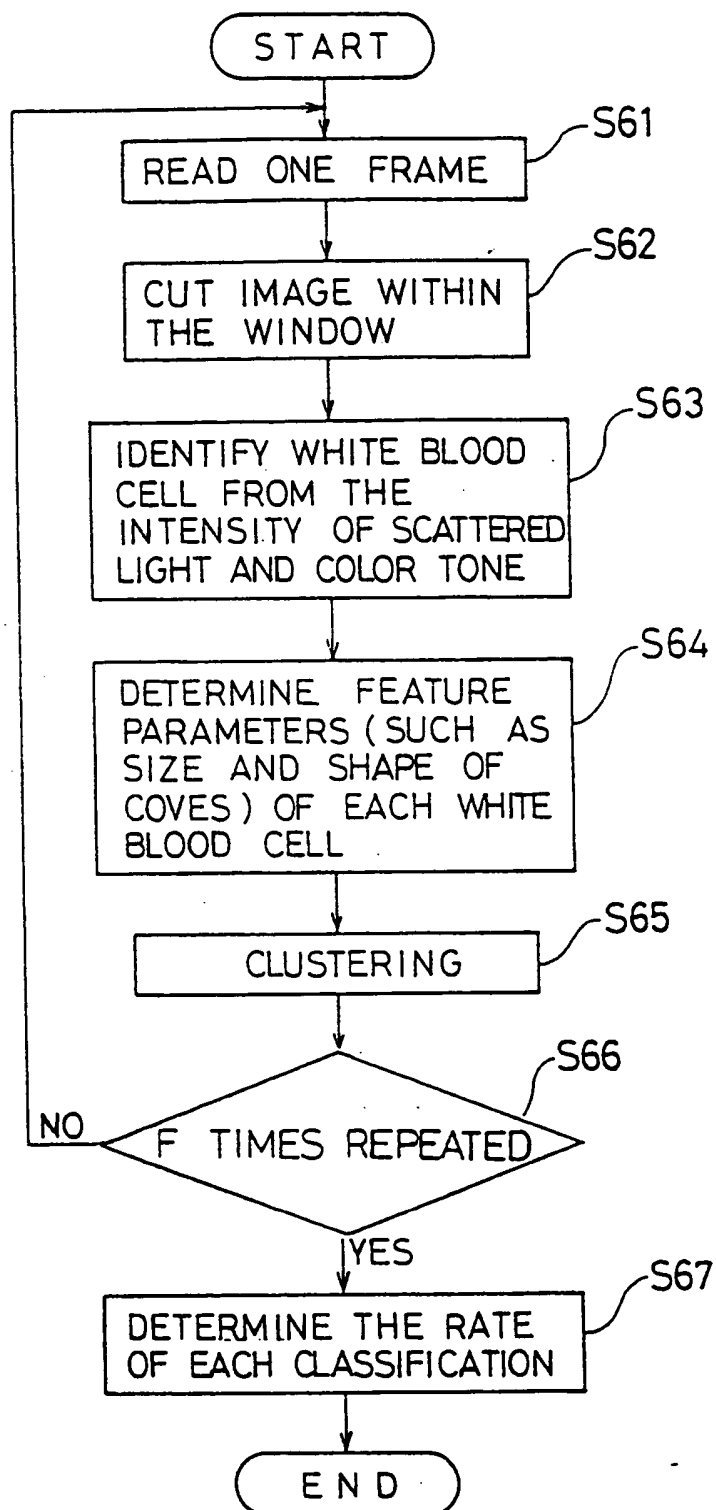 START
S61
READ ONE FRAME
S62
CUT IMAGE WITHIN
THE WINDOW
S63
IDENTIFY WHITE BLOOD
CELL FROM THE
INTENSITY OF SCATTERED
LIGHT AND COLOR TONE
S64
DETERMINE FEATURE
PARAMETERS (SUCH AS
SIZE AND SHAPE OF
COVES) OF EACH WHITE
BLOOD CELL
S65
CLUSTERING
S66
NO
F TIMES REPEATED
YES
S67
DETERMINE THE RATE
OF EACH CLASSIFICATION
END